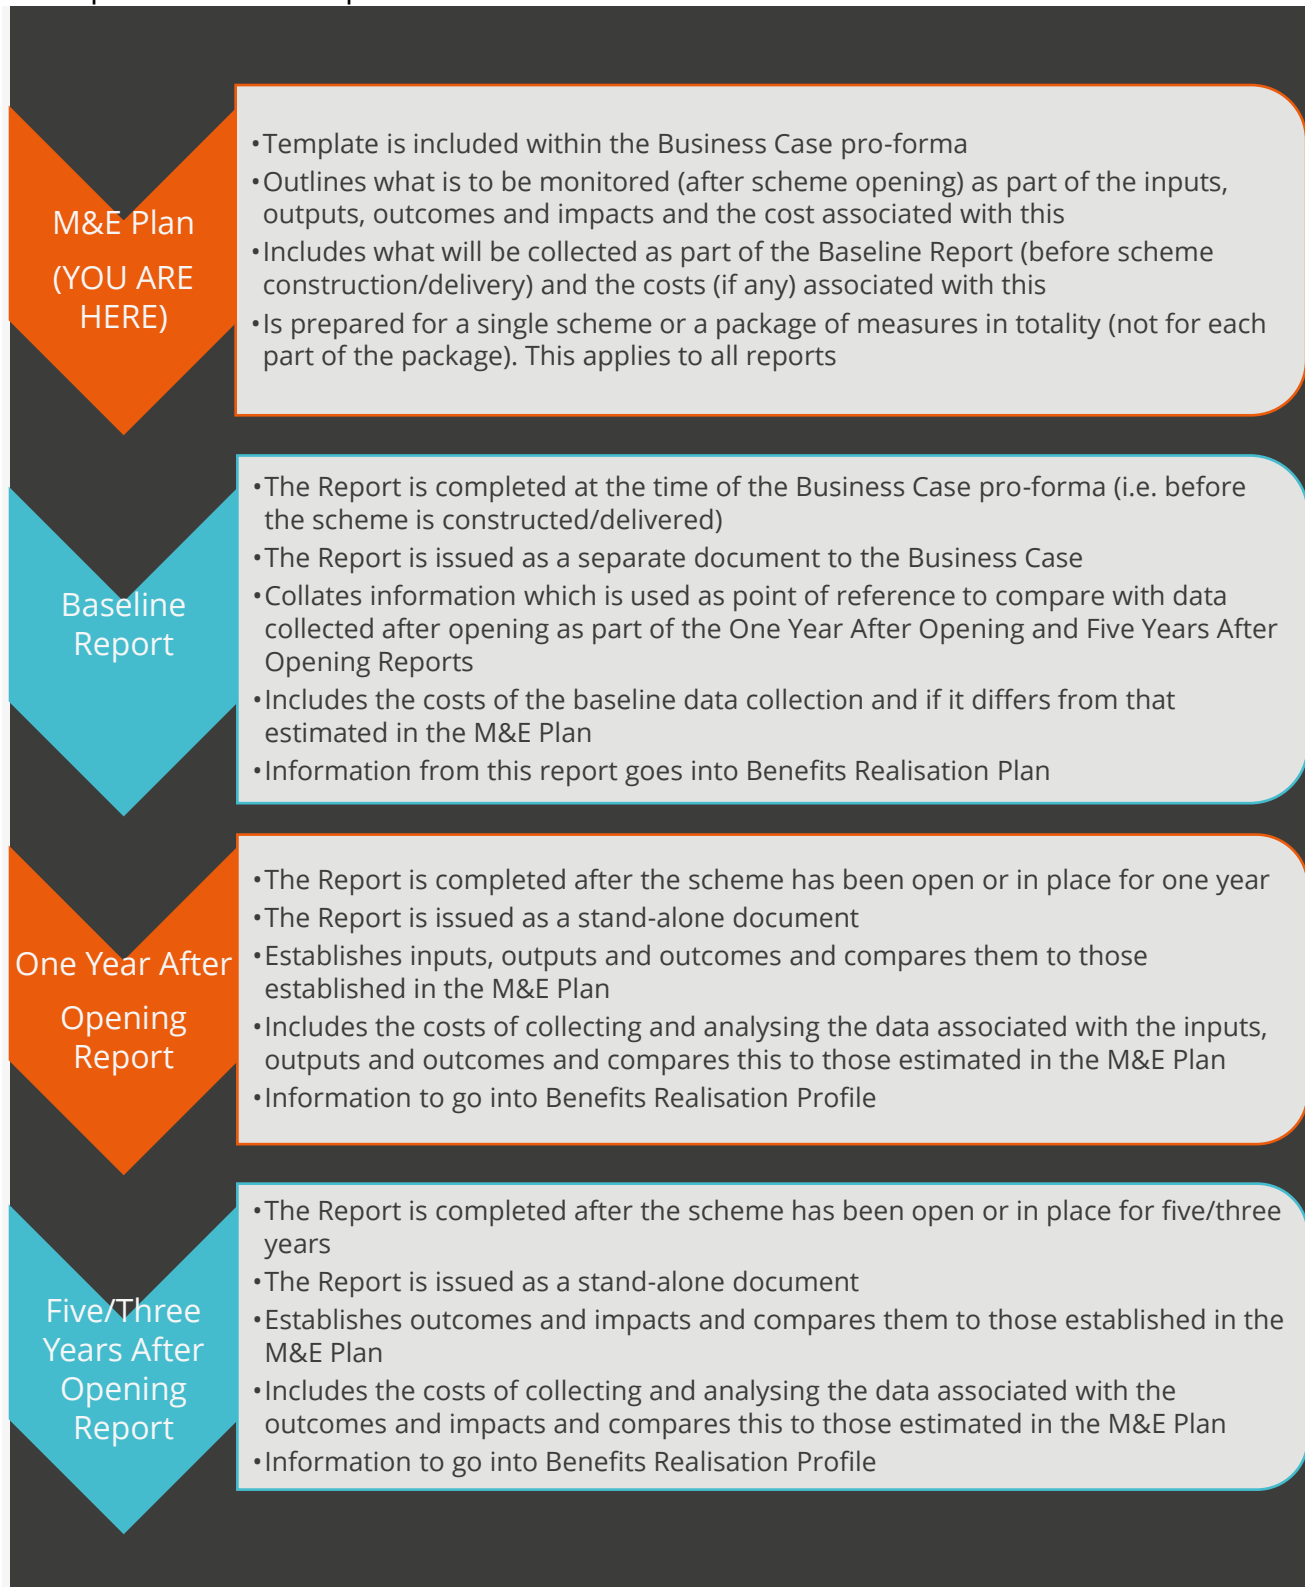 M&E Plan
(YOU ARE
HERE)
•Template is included within the Business Case pro-forma
•Outlines what is to be monitored (after scheme opening) as part of the inputs,
outputs, outcomes and impacts and the cost associated with this
•Includes what will be collected as part of the Baseline Report (before scheme
construction/delivery) and the costs (if any) associated with this
•Is prepared for a single scheme or a package of measures in totality (not for each
part of the package). This applies to all reports
Baseline
Report
•The Report is completed at the time of the Business Case pro-forma (i.e. before
the scheme is constructed/delivered)
•The Report is issued as a separate document to the Business Case
•Collates information which is used as point of reference to compare with data
collected after opening as part of the One Year After Opening and Five Years After
Opening Reports
•Includes the costs of the baseline data collection and if it differs from that
estimated in the M&E Plan
•Information from this report goes into Benefits Realisation Plan
One Year After
Opening
Report
•The Report is completed after the scheme has been open or in place for one year
•The Report is issued as a stand-alone document
•Establishes inputs, outputs and outcomes and compares them to those
established in the M&E Plan
•Includes the costs of collecting and analysing the data associated with the inputs,
outputs and outcomes and compares this to those estimated in the M&E Plan
•Information to go into Benefits Realisation Profile
Five/Three
Years After
Opening
Report
•The Report is completed after the scheme has been open or in place for five/three
years
•The Report is issued as a stand-alone document
•Establishes outcomes and impacts and compares them to those established in the
M&E Plan
•Includes the costs of collecting and analysing the data associated with the
outcomes and impacts and compares this to those estimated in the M&E Plan
•Information to go into Benefits Realisation Profile